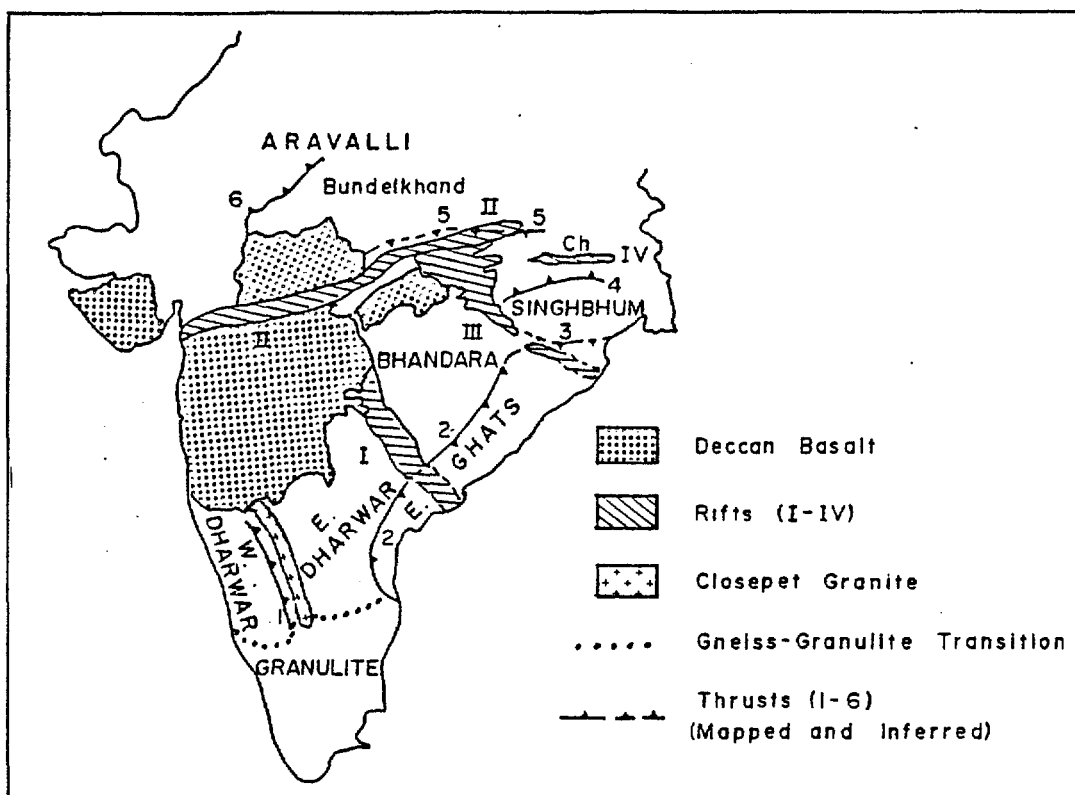 ARAVALLI
Bundelkhand
6
5
II
5
Ch
IV
4
SINGHBHUM
3
II
III
BHANDARA
2
GHATS
I
E.
2
E.
DHARWAR
W.
DHARWAR
1
GRANULITE
Deccan Basalt
Rifts (I-IV)
Closepet Granite
Gneiss-Granulite Transition
Thrusts (1-6)
(Mapped and Inferred)